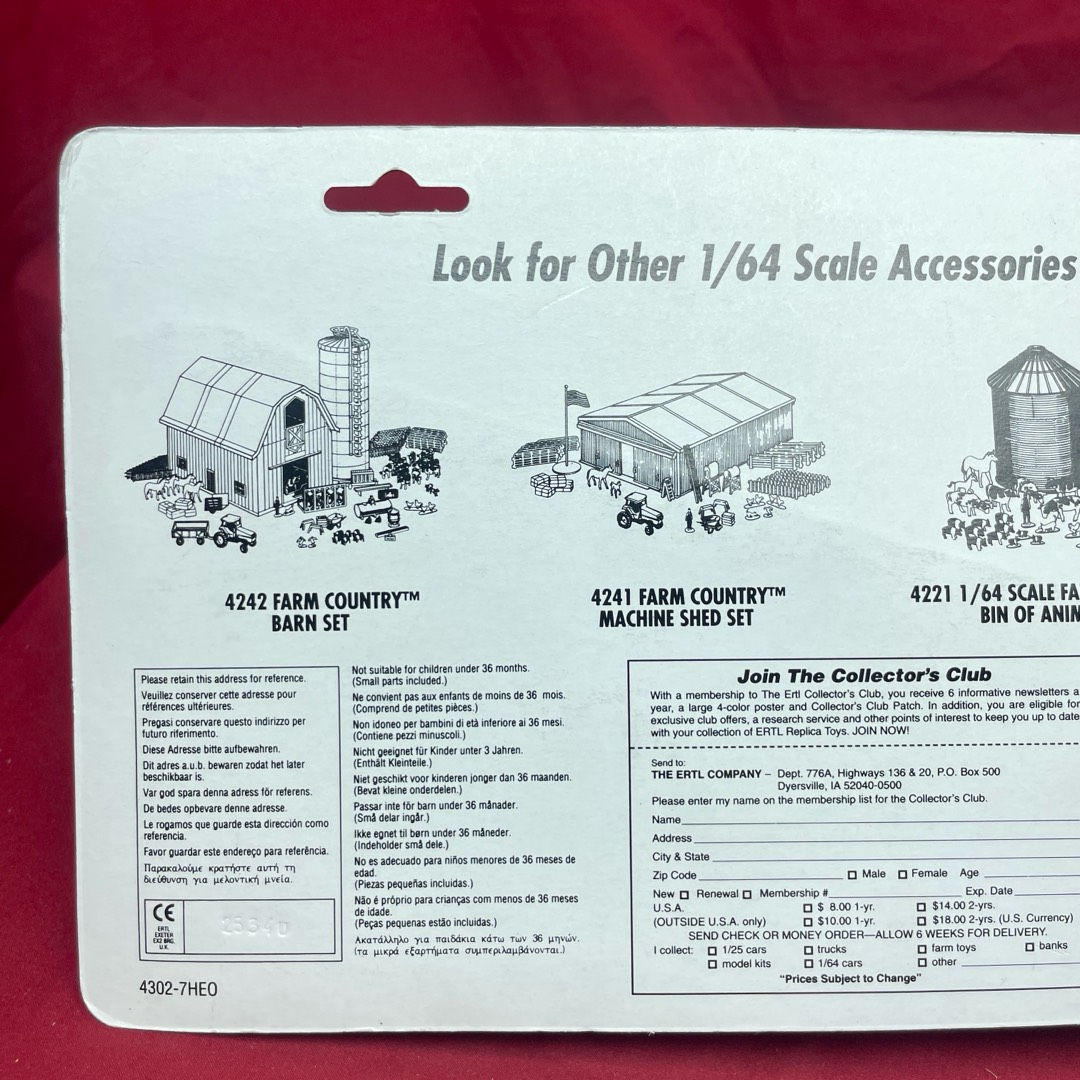 Look for Other 1/64 Scale Accessories
4242 FARM COUNTRY™
BARN SET
4241 FARM COUNTRY™
MACHINE SHED SET
4221 1/64 SCALE
BIN OF
Please retain this address for reference.
Veuillez conserver cette adresse pour
références ultérieures.
Pregasi conservare questo indirizzo per
futuro riferimento.
Diese Adresse bitte aufbewahren.
Dit adres a.u.b. bewaren zodat het later
beschikbaar is.
Var god spara denna adress för referens.
De bedes opbevare denne adresse.
Le rogamos que guarde esta dirección como
referencia.
Favor guardar este endereço para referência.
Παρακαλούμε κρατήστε αυτή τη
διεύθυνση για μελοντική μνεία.
CE
ERTL
EXETER
EX2 8RG.
U.K.
4302-7HEO
Not suitable for children under 36 months.
(Small parts included.)
Ne convient pas aux enfants de moins de 36 mois.
(Comprend de petites pièces.)
Non idoneo per bambini di età inferiore ai 36 mesi.
(Contiene pezzi minuscoli.)
Nicht geeignet für Kinder unter 3 Jahren.
(Enthält Kleinteile.)
Niet geschikt voor kinderen jonger dan 36 maanden.
(Bevat kleine onderdelen.)
Passar inte för barn under 36 månader.
(Små delar ingår.)
Ikke egnet til børn under 36 måneder.
(Indeholder små dele.)
No es adecuado para niños menores de 36 meses de
edad.
(Piezas pequeñas incluidas.)
Não é próprio para crianças com menos de 36 meses
de idade.
(Peças pequenas estão incluidas.)
Ακατάλληλο για παιδάκια κάτω των 36 μηνών.
(τα μικρά εξαρτήματα συμπεριλαμβάνονται.)
Join The Collector's Club
With a membership to The Ertl Collector's Club, you receive 6 informative newsletters a
year, a large 4-color poster and Collector's Club Patch. In addition, you are eligible for
exclusive club offers, a research service and other points of interest to keep you up to date
with your collection of ERTL Replica Toys. JOIN NOW!
Send to:
THE ERTL COMPANY – Dept. 776A, Highways 136 & 20, P.O. Box 500
Dyersville, IA 52040-0500
Please enter my name on the membership list for the Collector's Club.
Name
Address
City & State
Zip Code Male Female Age
New Renewal Membership # Exp. Date
U.S.A. $ 8.00 1-yr. $14.00 2-yrs.
(OUTSIDE U.S.A. only) $10.00 1-yr. $18.00 2-yrs. (U.S. Currency)
SEND CHECK OR MONEY ORDER—ALLOW 6 WEEKS FOR DELIVERY.
I collect: 1/25 cars trucks farm toys banks
model kits 1/64 cars other
"Prices Subject to Change"